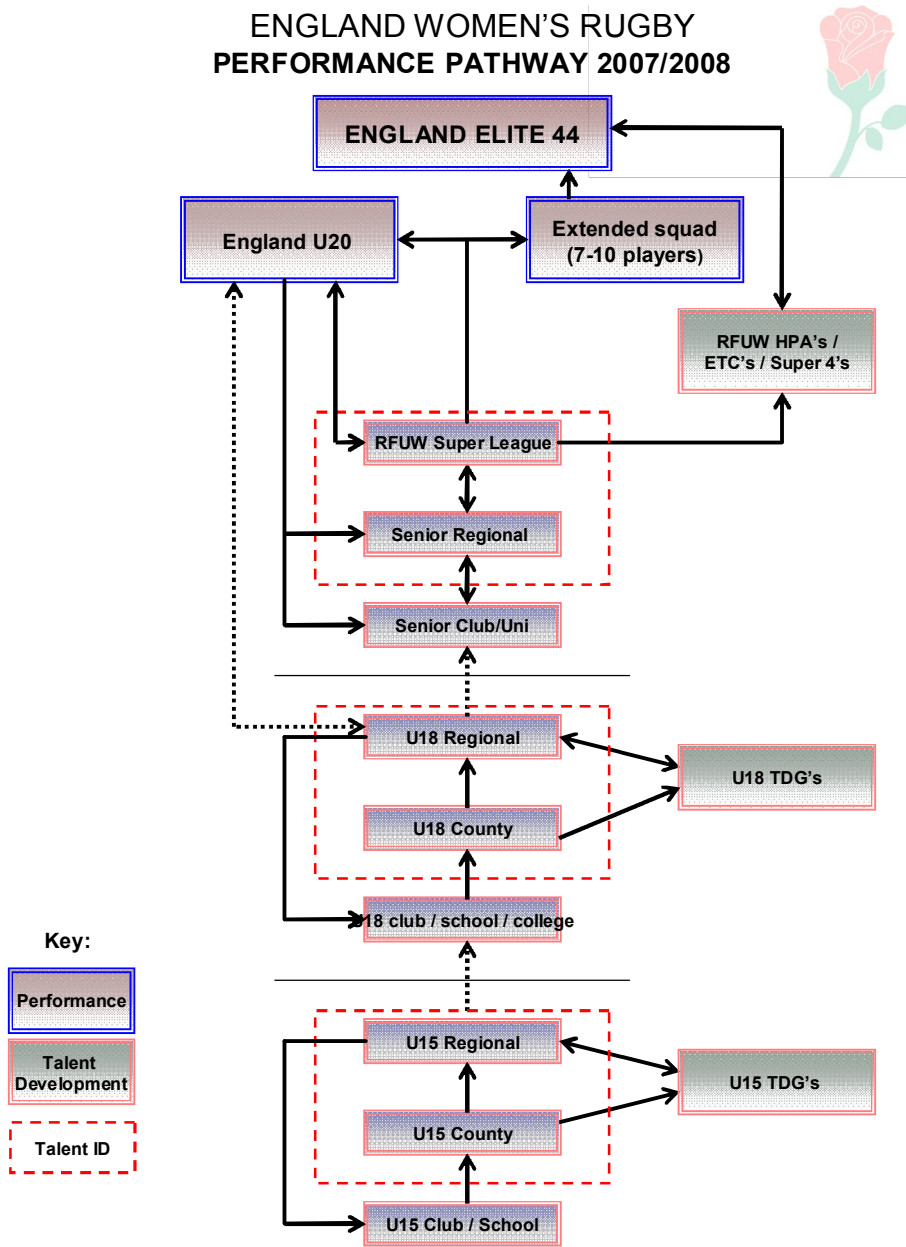 ENGLAND WOMEN'S RUGBY
PERFORMANCE PATHWAY 2007/2008
ENGLAND ELITE 44
England U20
Extended squad
(7-10 players)
RFUW HPA's /
ETC's / Super 4's
RFUW Super League
Senior Regional
Senior Club/Uni
U18 Regional
U18 TDG's
U18 County
U18 club / school / college
Key:
Performance
Talent
Development
Talent ID
U15 Regional
U15 TDG's
U15 County
U15 Club / School